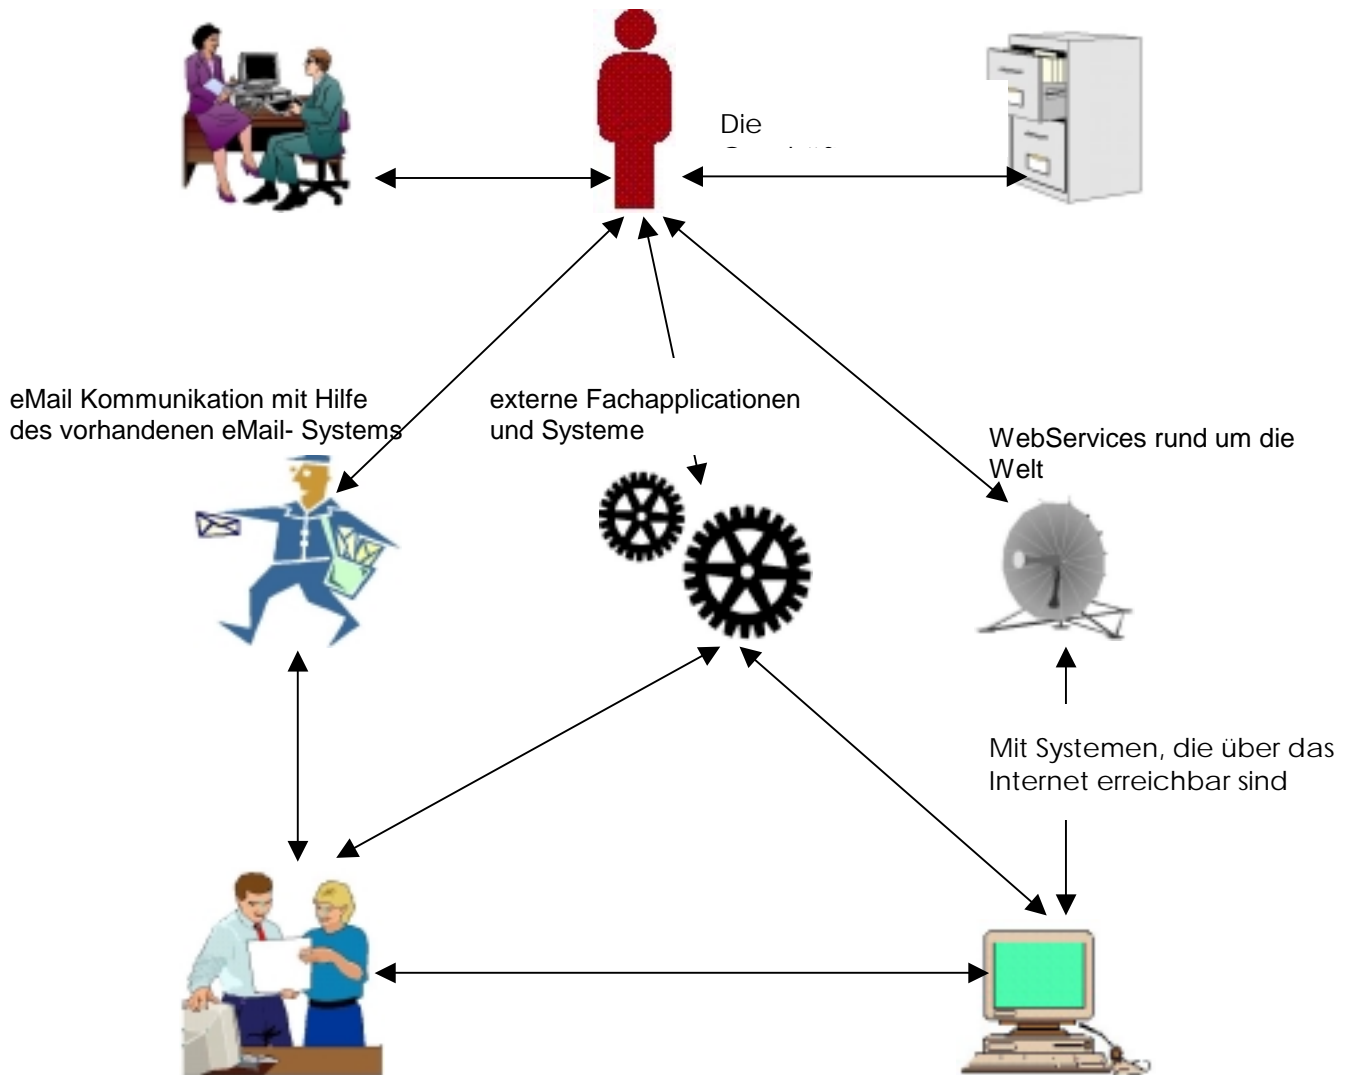 Die
eMail Kommunikation mit Hilfe
des vorhandenen eMail- Systems
externe Fachapplicationen
und Systeme
WebServices rund um die
Welt
Mit Systemen, die über das
Internet erreichbar sind